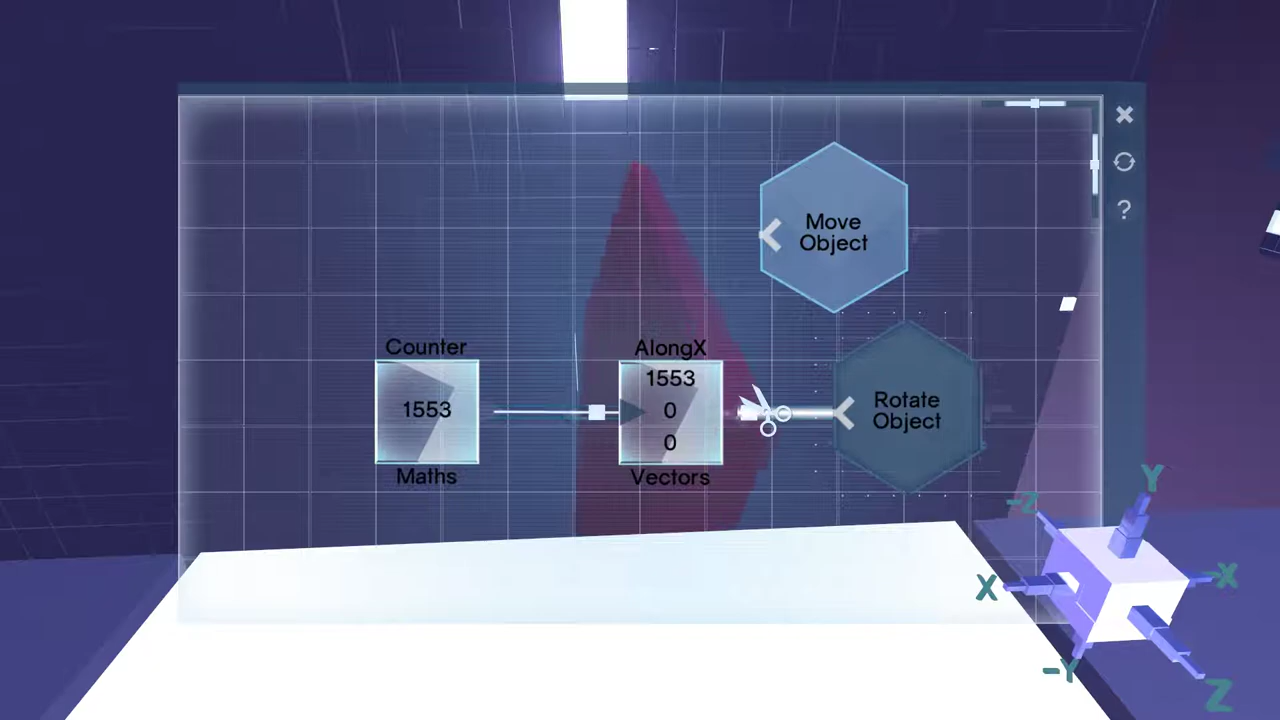 ?
Move
Object
Counter
1553
Maths
AlongX
1553
0
0
Vectors
Rotate
Object
Y
-Z
X
-X
-Y
Z